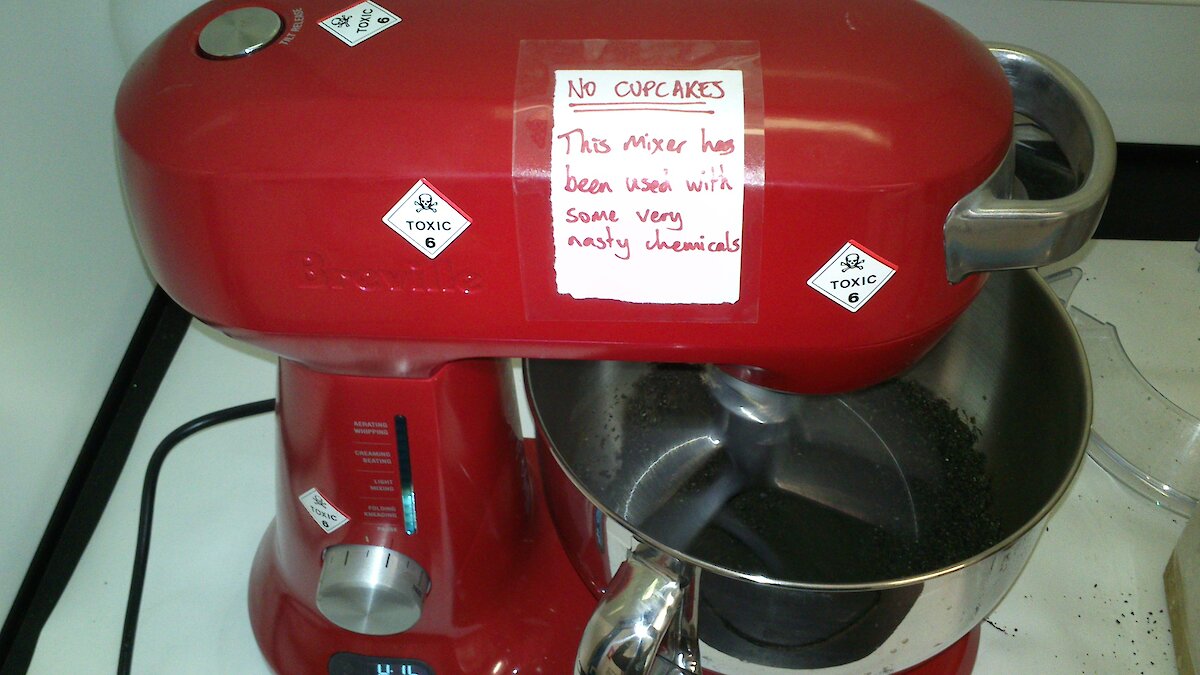 TILT RELEASE
TOXIC
6
NO CUPCAKES
This mixer has
been used with
some very
nasty chemicals
TOXIC
6
TOXIC
6
Breville
AERATING
WHIPPING
CREAMING
BEATING
LIGHT
MIXING
FOLDING
KNEADING
PAUSE
TOXIC
6